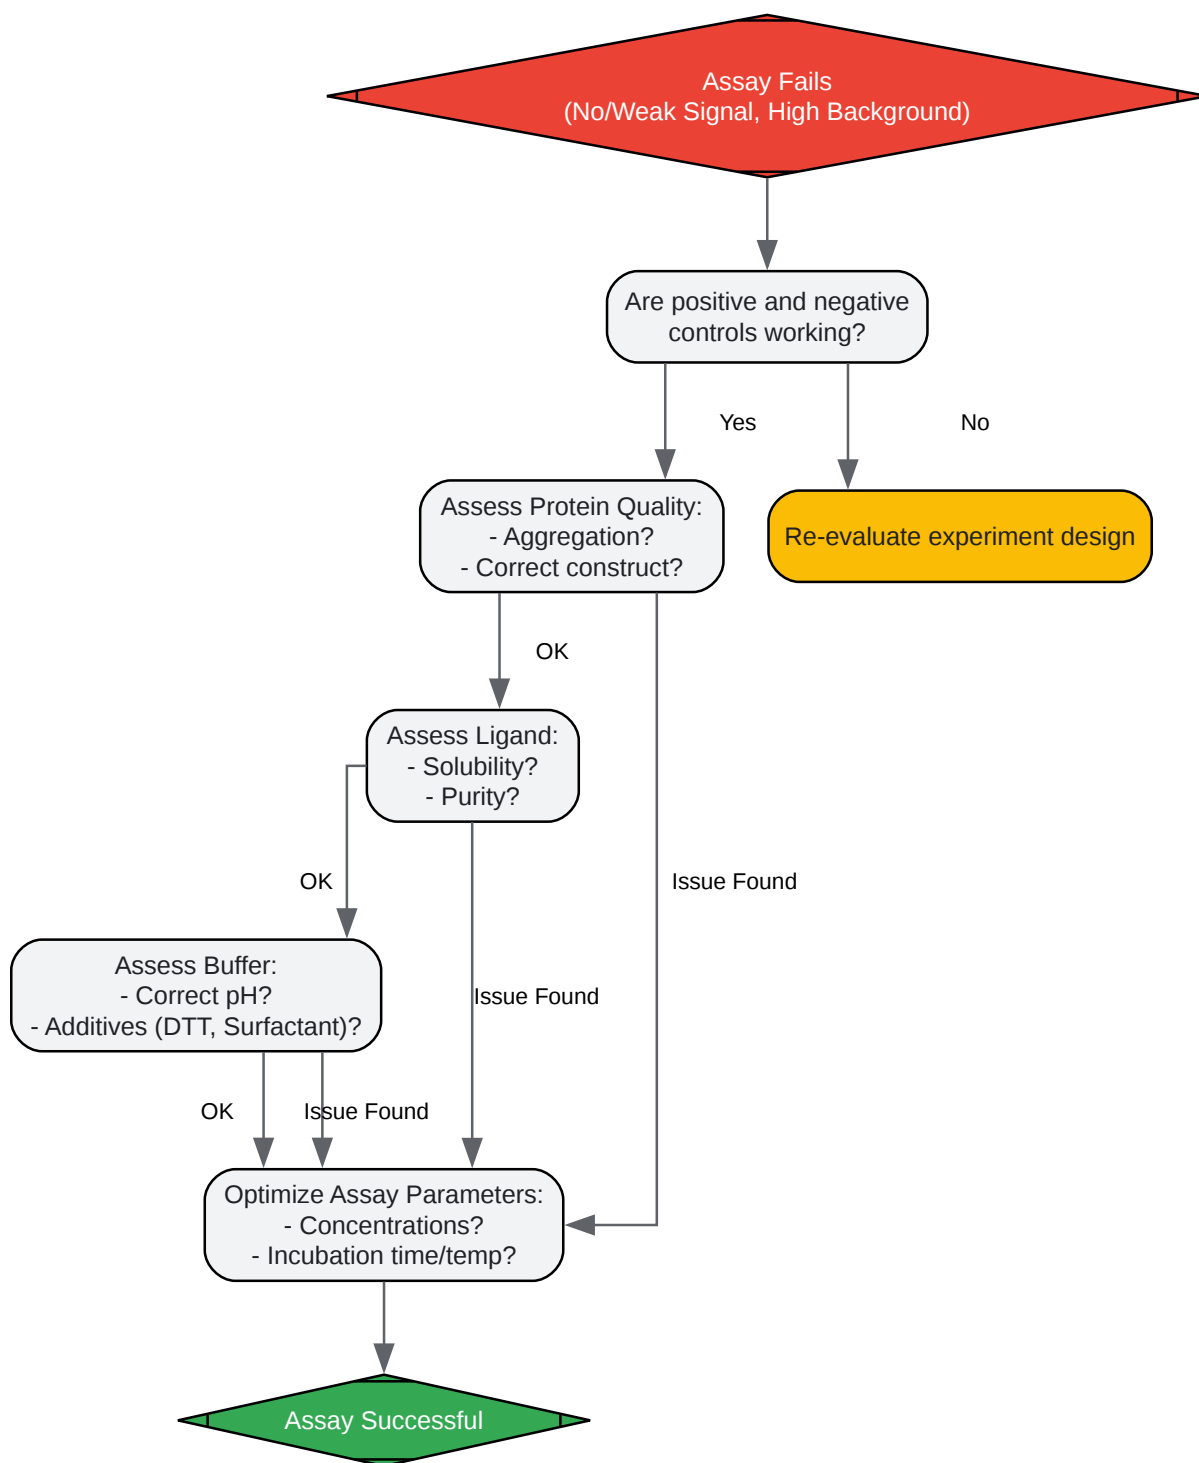 Assay Fails
(No/Weak Signal, High Background)
Are positive and negative
controls working?
Yes
No
Assess Protein Quality:
- Aggregation?
- Correct construct?
Re-evaluate experiment design
OK
Assess Ligand:
- Solubility?
- Purity?
OK
Issue Found
Assess Buffer:
- Correct pH?
- Additives (DTT, Surfactant)?
Issue Found
OK
Issue Found
Optimize Assay Parameters:
- Concentrations?
- Incubation time/temp?
Assay Successful